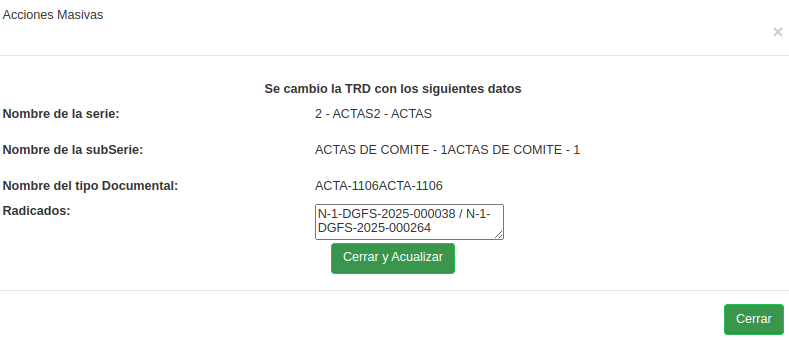 Acciones Masivas
×
Se cambio la TRD con los siguientes datos
Nombre de la serie: 2 - ACTAS2 - ACTAS
Nombre de la subSerie: ACTAS DE COMITE - 1ACTAS DE COMITE - 1
Nombre del tipo Documental: ACTA-1106ACTA-1106
Radicados: N-1-DGFS-2025-000038 / N-1-
DGFS-2025-000264
Cerrar y Acualizar
Cerrar